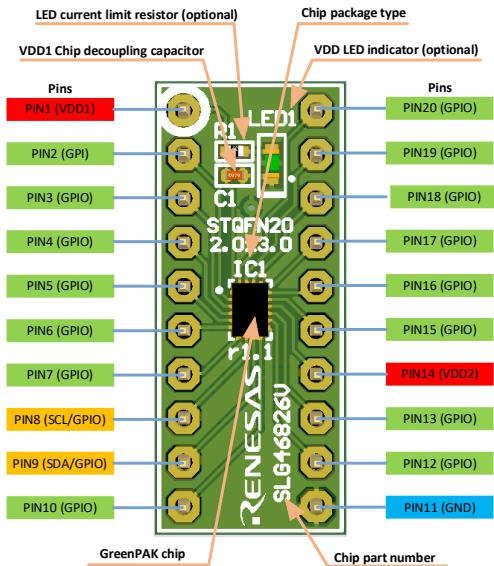 LED current limit resistor (optional)
Chip package type
VDD1 Chip decoupling capacitor
VDD LED indicator (optional)
Pins
Pins
PIN1 (VDD1)
PIN20 (GPIO)
PIN2 (GPI)
PIN19 (GPIO)
PIN3 (GPIO)
PIN18 (GPIO)
PIN4 (GPIO)
PIN17 (GPIO)
PIN5 (GPIO)
PIN16 (GPIO)
PIN6 (GPIO)
PIN15 (GPIO)
PIN7 (GPIO)
PIN14 (VDD2)
PIN8 (SCL/GPIO)
PIN13 (GPIO)
PIN9 (SDA/GPIO)
PIN12 (GPIO)
PIN10 (GPIO)
PIN11 (GND)
R1
LED1
C1
STQFN20
IC1
r1.1
RENESAS
SLG46826V
GreenPAK chip
Chip part number